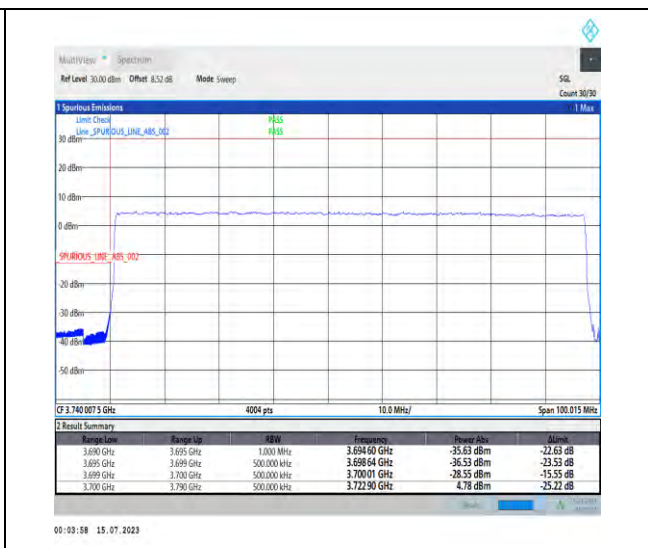 MultiView Spectrum
Ref Level 30.00 dBm Offset 8.52 dB Mode Sweep SGL
Count 30/30
1 Spurious Emissions 1 Max
Limit Check PASS
Line _SPURIOUS_LINE_ABS_002 PASS
30 dBm
20 dBm
10 dBm
0 dBm
SPURIOUS_LINE_ABS_002
-20 dBm
-30 dBm
-40 dBm
-50 dBm
CF 3.740 007 5 GHz 4004 pts 10.0 MHz/ Span 100.015 MHz
2 Result Summary
Range Low Range Up RBW Frequency Power Abs ΔLimit
3.690 GHz 3.695 GHz 1.000 MHz 3.694 60 GHz -35.63 dBm -22.63 dB
3.695 GHz 3.699 GHz 500.000 kHz 3.698 64 GHz -36.53 dBm -23.53 dB
3.699 GHz 3.700 GHz 500.000 kHz 3.700 01 GHz -28.55 dBm -15.55 dB
3.700 GHz 3.790 GHz 500.000 kHz 3.722 90 GHz 4.78 dBm -25.22 dB
00:03:58 15.07.2023